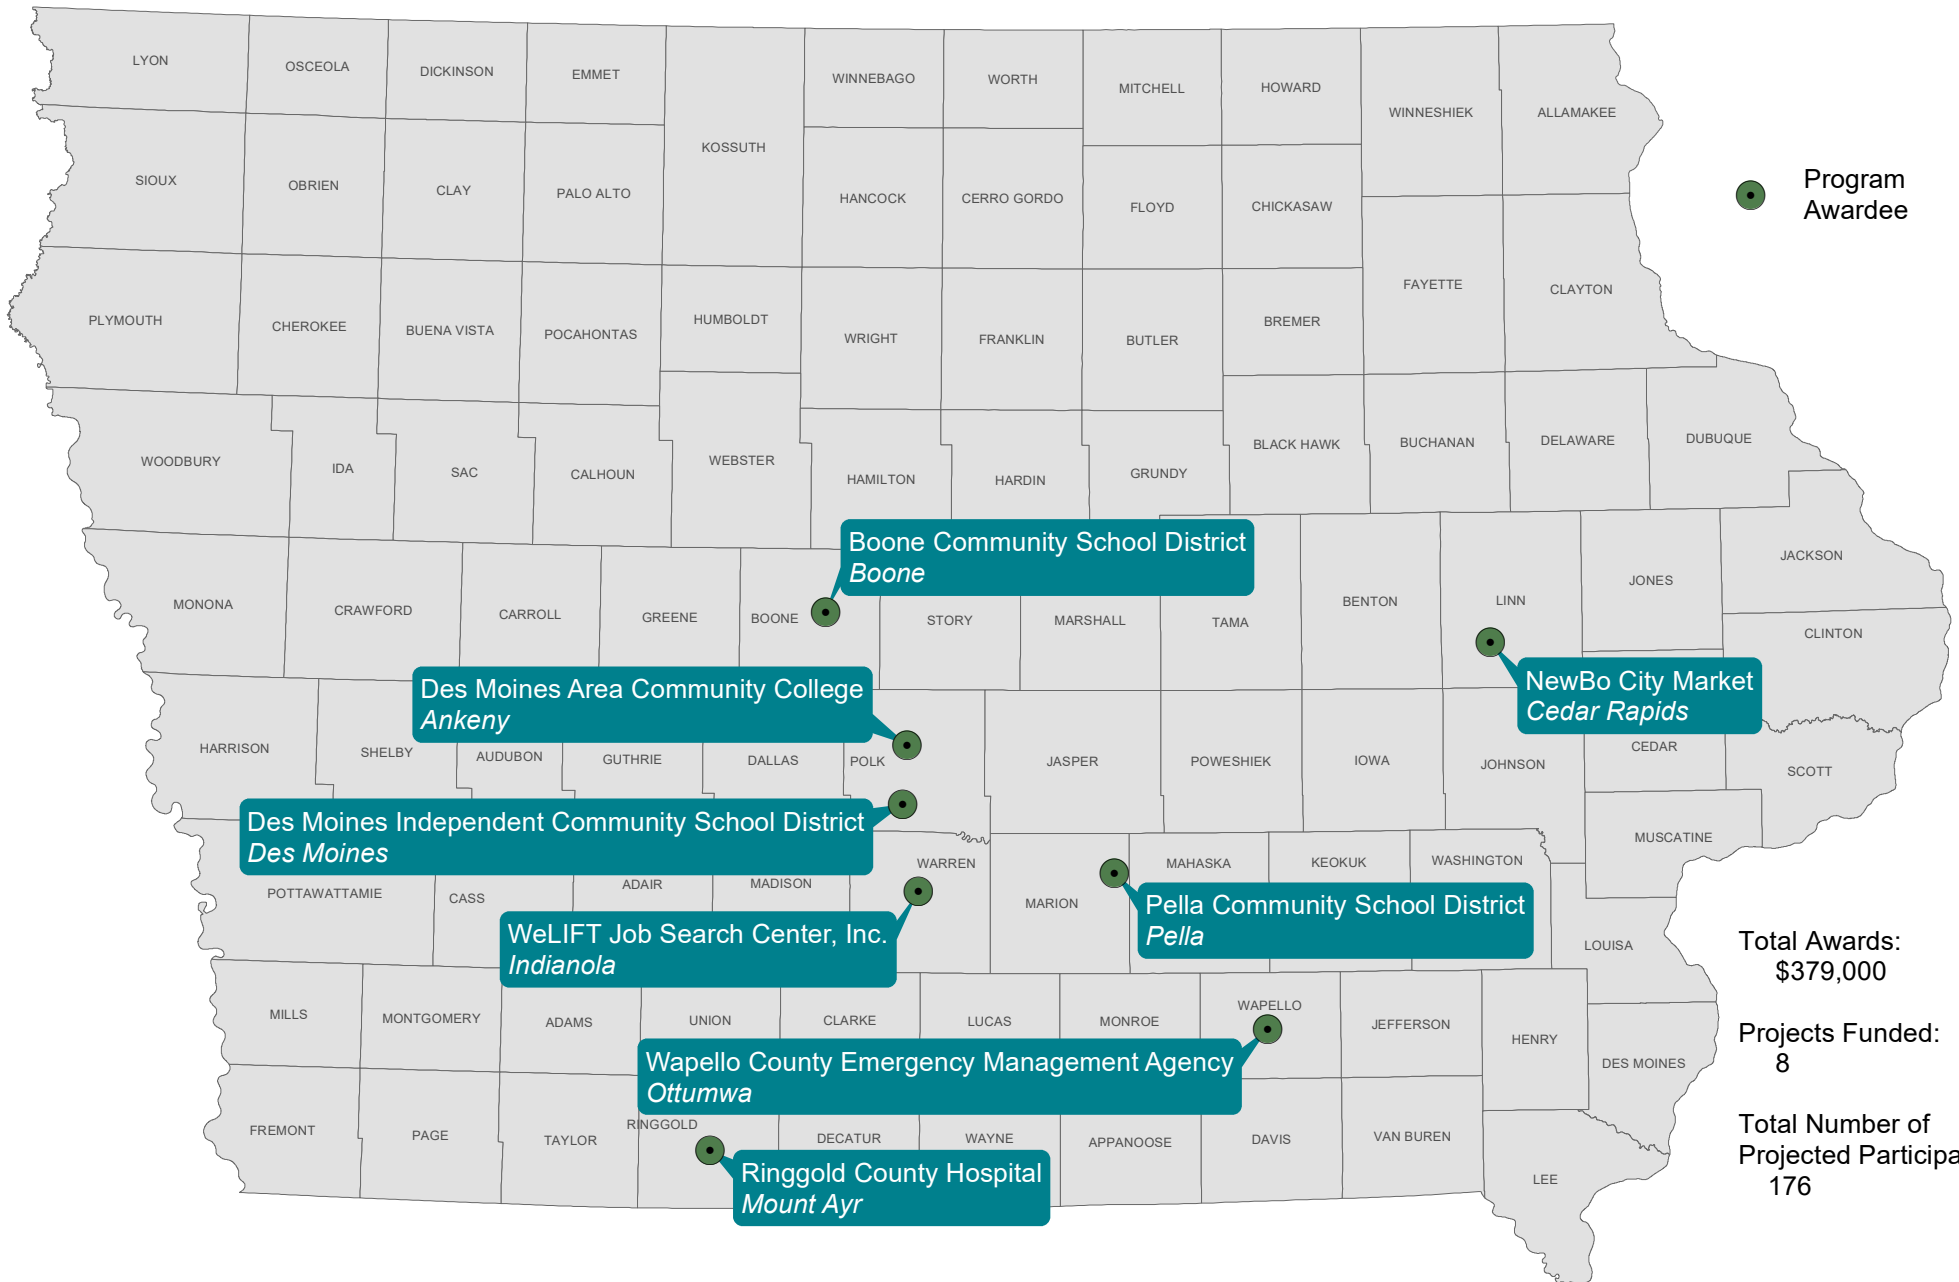 LYON
OSCEOLA
DICKINSON
EMMET
WINNEBAGO
WORTH
MITCHELL
HOWARD
WINNESHIEK
ALLAMAKEE
KOSSUTH
SIOUX
OBRIEN
CLAY
PALO ALTO
HANCOCK
CERRO GORDO
FLOYD
CHICKASAW
Program
Awardee
PLYMOUTH
CHEROKEE
BUENA VISTA
POCAHONTAS
HUMBOLDT
WRIGHT
FRANKLIN
BUTLER
BREMER
FAYETTE
CLAYTON
WOODBURY
IDA
SAC
CALHOUN
WEBSTER
HAMILTON
HARDIN
GRUNDY
BLACK HAWK
BUCHANAN
DELAWARE
DUBUQUE
Boone Community School District
Boone
MONONA
CRAWFORD
CARROLL
GREENE
BOONE
STORY
MARSHALL
TAMA
BENTON
LINN
JONES
JACKSON
CLINTON
Des Moines Area Community College
Ankeny
NewBo City Market
Cedar Rapids
HARRISON
SHELBY
AUDUBON
GUTHRIE
DALLAS
POLK
JASPER
POWESHIEK
IOWA
JOHNSON
CEDAR
SCOTT
Des Moines Independent Community School District
Des Moines
MUSCATINE
POTTAWATTAMIE
CASS
ADAIR
MADISON
WARREN
MARION
MAHASKA
KEOKUK
WASHINGTON
Pella Community School District
Pella
WeLIFT Job Search Center, Inc.
Indianola
LOUISA
Total Awards:
$379,000
MILLS
MONTGOMERY
ADAMS
UNION
CLARKE
LUCAS
MONROE
WAPELLO
JEFFERSON
HENRY
DES MOINES
Projects Funded:
8
Wapello County Emergency Management Agency
Ottumwa
FREMONT
PAGE
TAYLOR
RINGGOLD
DECATUR
WAYNE
APPANOOSE
DAVIS
VAN BUREN
LEE
Total Number of
Projected Participa
176
Ringgold County Hospital
Mount Ayr